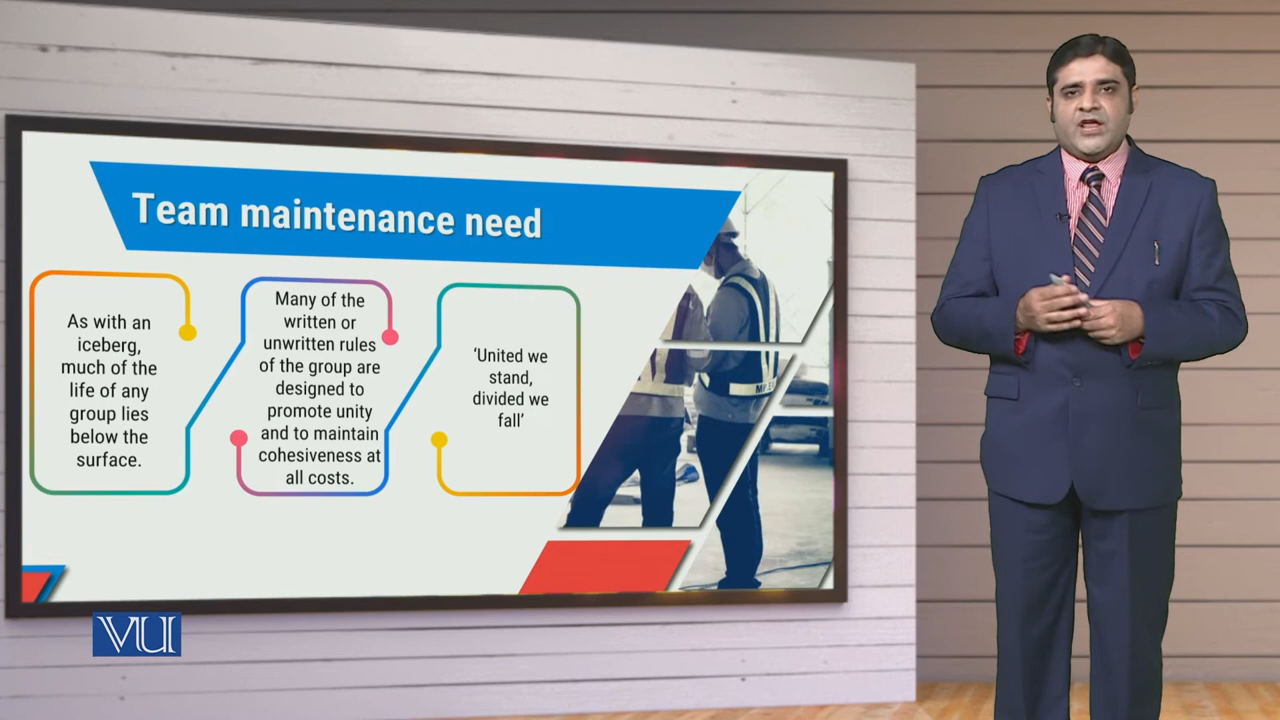 Team maintenance need
As with an
iceberg,
much of the
life of any
group lies
below the
surface.
Many of the
written or
unwritten rules
of the group are
designed to
promote unity
and to maintain
cohesiveness at
all costs.
‘United we
stand,
divided we
fall’
VU